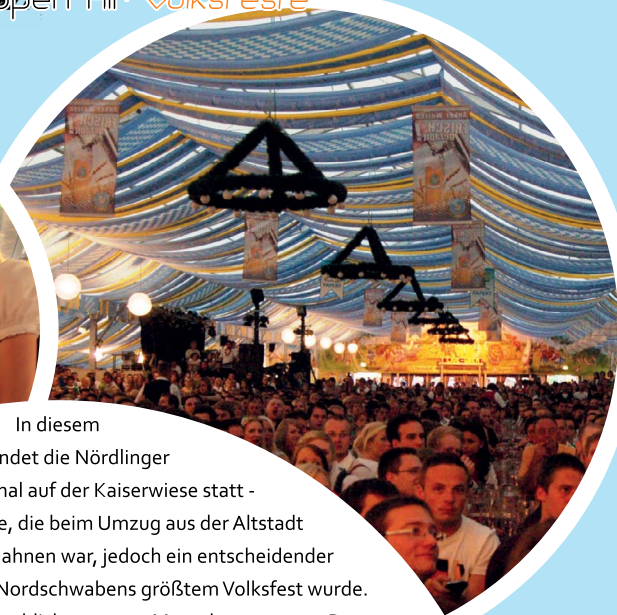 Volksfeste
In diesem
ndet die Nördlinger
nal auf der Kaiserwiese statt -
e, die beim Umzug aus der Altstadt
ahnen war, jedoch ein entscheidender
Nordschwabens größtem Volksfest wurde.